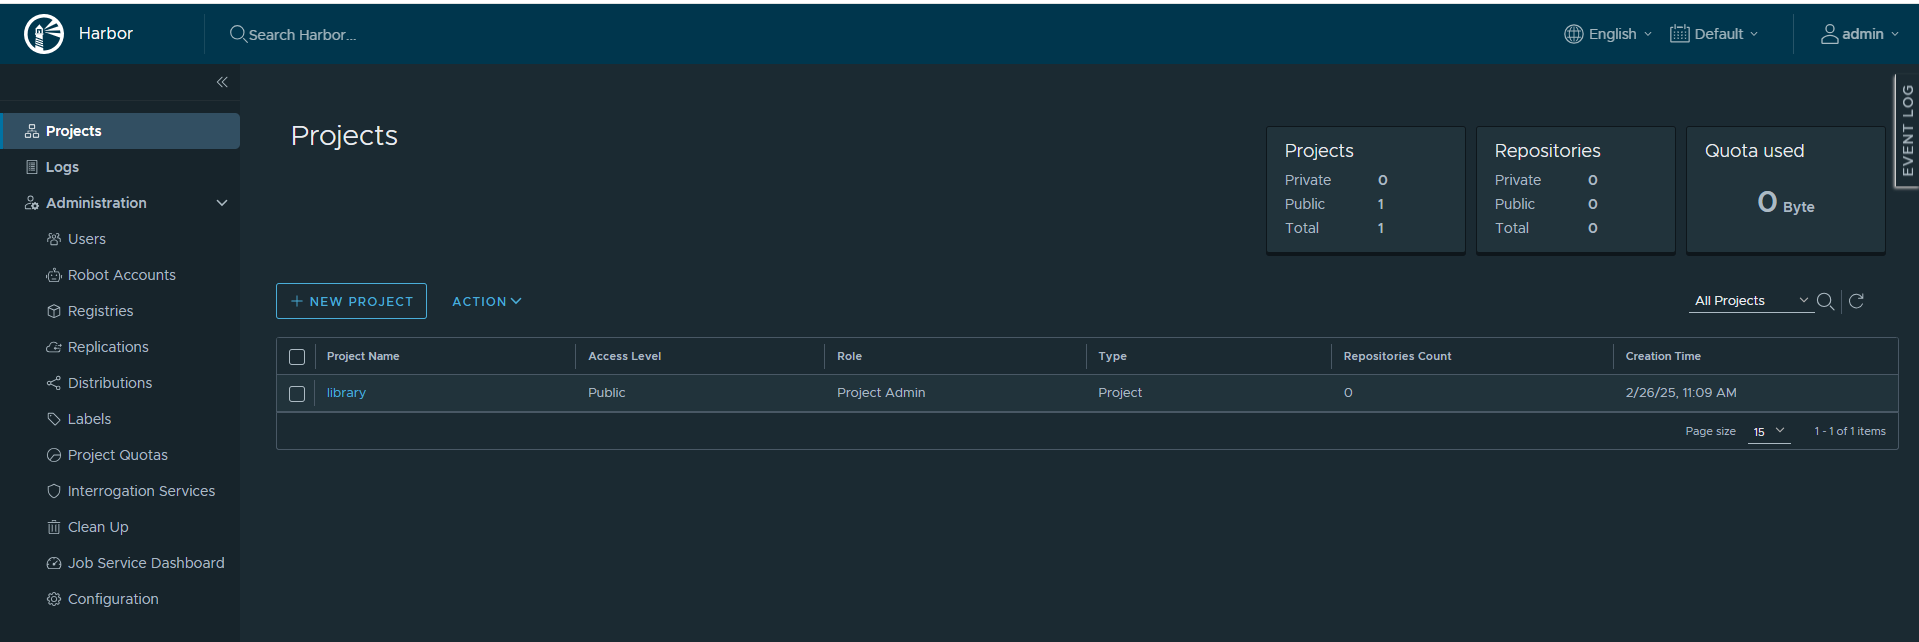 Harbor
Search Harbor...
English
Default
admin
EVENT LOG
Projects
Logs
Administration
Users
Robot Accounts
Registries
Replications
Distributions
Labels
Project Quotas
Interrogation Services
Clean Up
Job Service Dashboard
Configuration
Projects
Projects
Private 0
Public 1
Total 1
Repositories
Private 0
Public 0
Total 0
Quota used
0 Byte
+ NEW PROJECT
ACTION
All Projects
Project Name Access Level Role Type Repositories Count Creation Time
library Public Project Admin Project 0 2/26/25, 11:09 AM
Page size 15 1 - 1 of 1 items